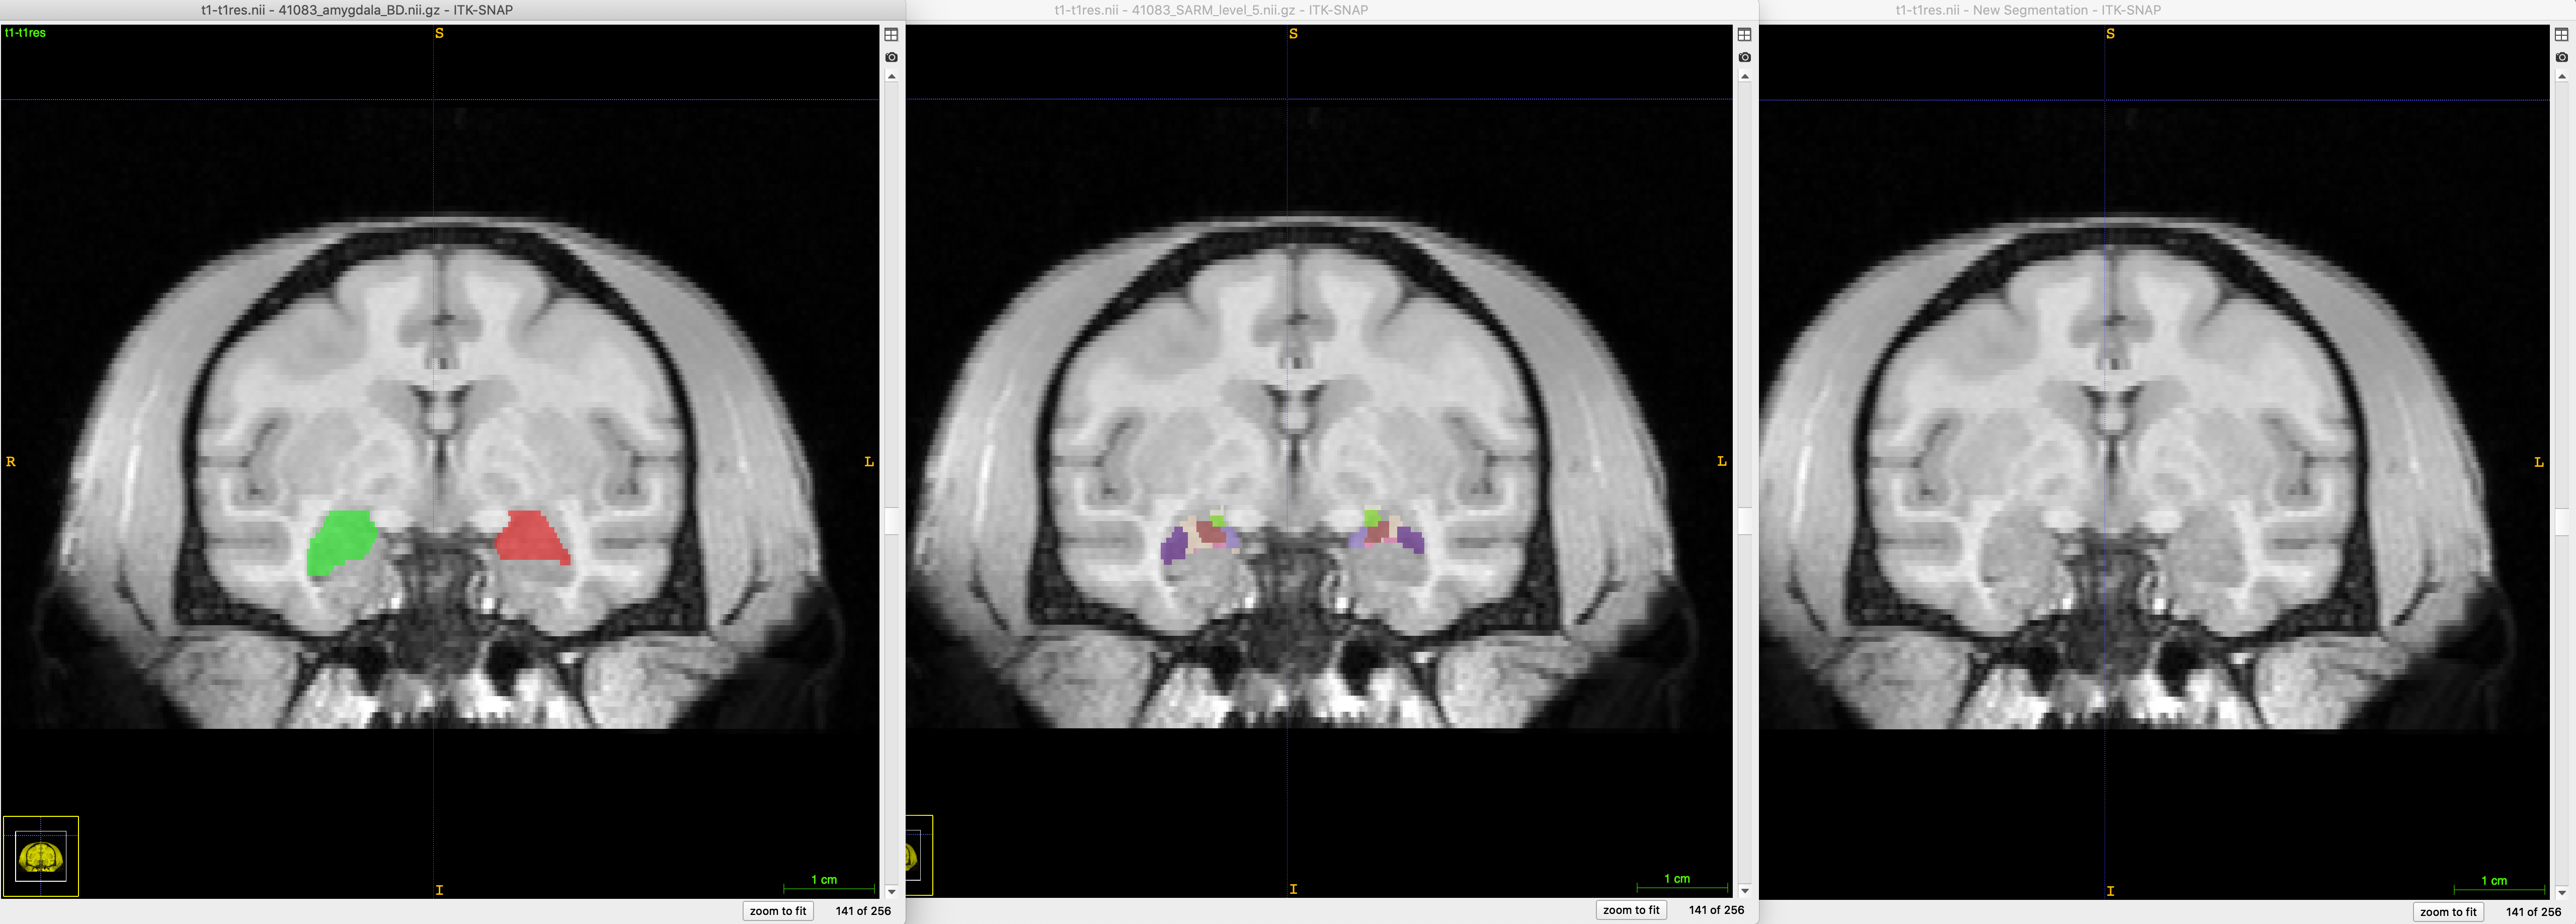 t1-t1res.nii - 41083_amygdala_BD.nii.gz - ITK-SNAP
t1-t1res
S
R
L
I
1 cm
zoom to fit
141 of 256
t1-t1res.nii - 41083_SARM_level_5.nii.gz - ITK-SNAP
S
L
I
1 cm
zoom to fit
141 of 256
t1-t1res.nii - New Segmentation - ITK-SNAP
S
L
I
1 cm
zoom to fit
141 of 256